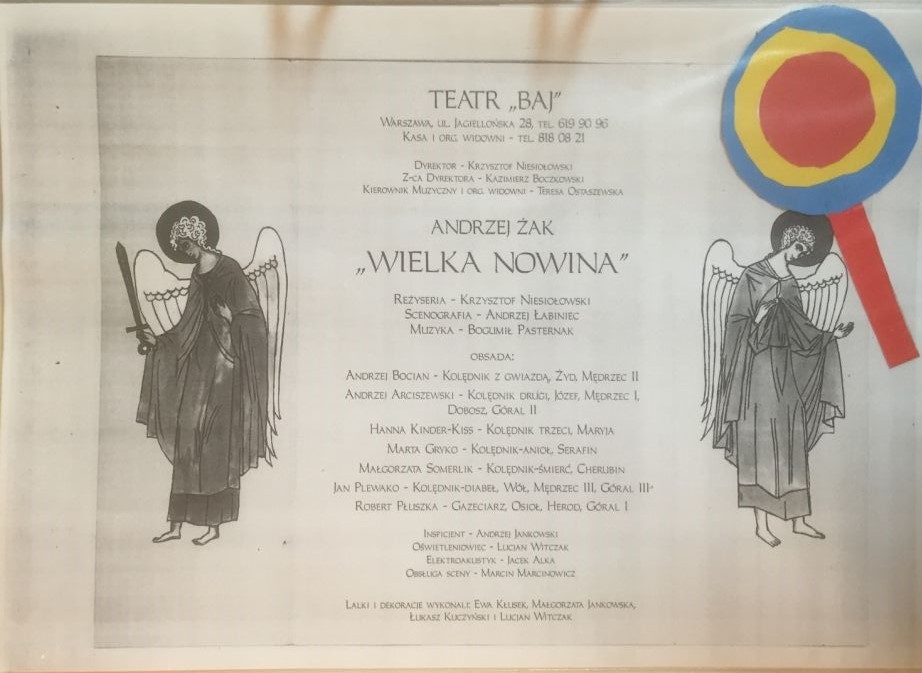 TEATR „BAJ”
WARSZAWA, UL. JAGIELLOŃSKA 28, TEL. 619 90 96
KASA I ORG. WIDOWNI - TEL. 818 08 21
DYREKTOR - KRZYSZTOF NIESIOŁOWSKI
Z-CA DYREKTORA - KAZIMIERZ BOCZKOWSKI
KIEROWNIK MUZYCZNY I ORG. WIDOWNI - TERESA OSTASZEWSKA
ANDRZEJ ŻAK
„WIELKA NOWINA”
REŻYSERIA - KRZYSZTOF NIESIOŁOWSKI
SCENOGRAFIA - ANDRZEJ ŁABINIEC
MUZYKA - BOGUMIŁ PASTERNAK
OBSADA:
ANDRZEJ BOCIAN - KOLĘDNIK Z GWIAZDĄ, ŻYD, MĘDRZEC II
ANDRZEJ ARCISZEWSKI - KOLĘDNIK DRUGI, JÓZEF, MĘDRZEC I,
DOBOSZ, GÓRAL II
HANNA KINDER-KISS - KOLĘDNIK TRZECI, MARYJA
MARTA GRYKO - KOLĘDNIK-ANIOŁ, SERAFIN
MAŁGORZATA SOMERLIK - KOLĘDNIK-ŚMIERĆ, CHERUBIN
JAN PLEWAKO - KOLĘDNIK-DIABEŁ, WÓŁ, MĘDRZEC III, GÓRAL III
ROBERT PŁUSZKA - GAZECIARZ, OSIOŁ, HEROD, GÓRAL I
INSPICJENT - ANDRZEJ JANKOWSKI
OŚWIETLENIOWIEC - LUCJAN WITCZAK
ELEKTROAKUSTYK - JACEK ALKA
OBSŁUGA SCENY - MARCIN MARCINOWICZ
LALKI I DEKORACJE WYKONALI: EWA KŁUSEK, MAŁGORZATA JANKOWSKA,
ŁUKASZ KUCZYŃSKI I LUCJAN WITCZAK